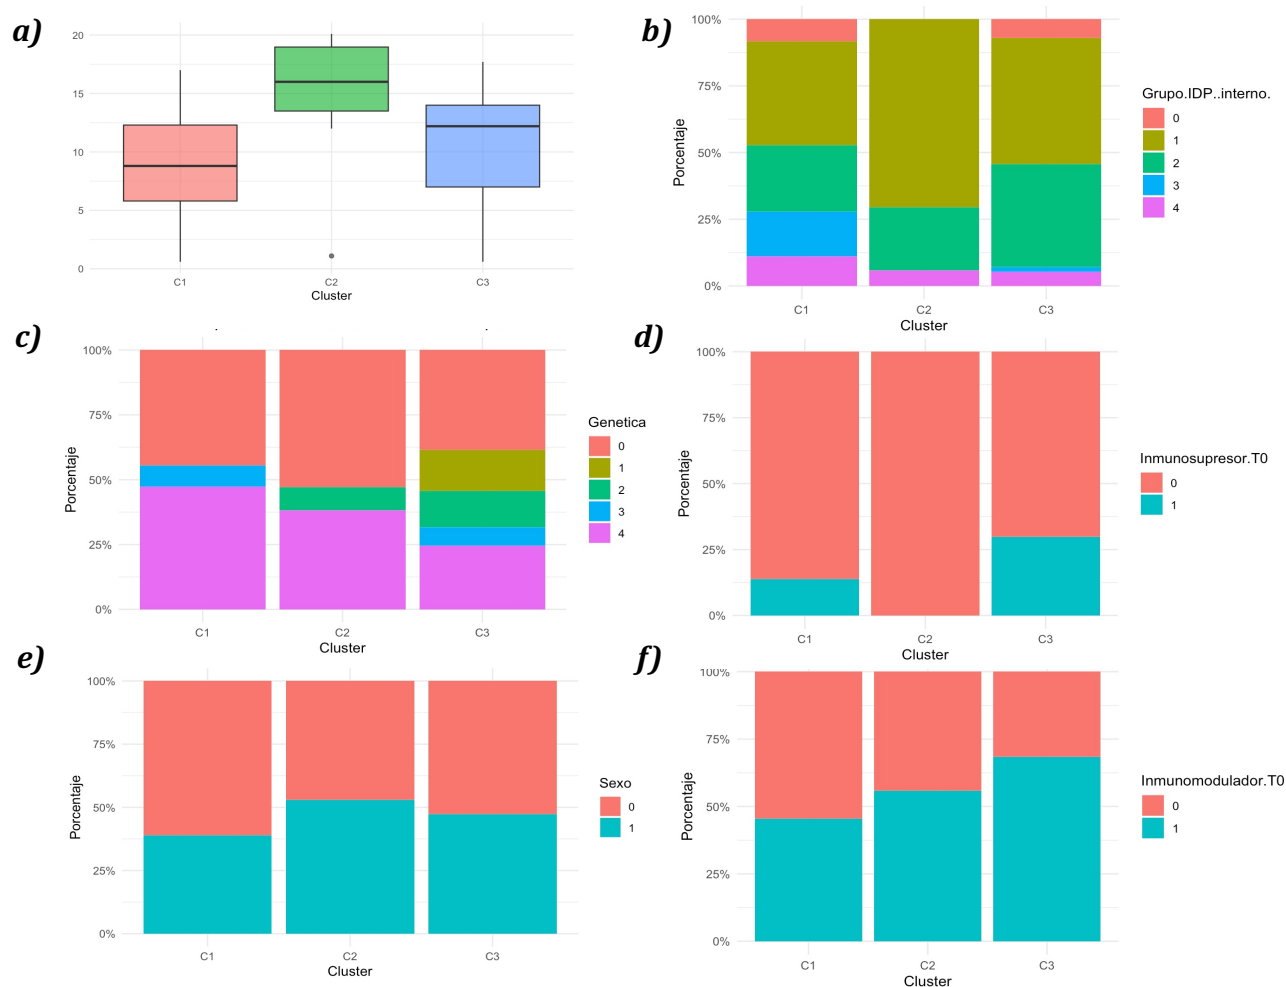 a)
20
15
10
5
0
C1
C2
C3
Cluster
b)
100%
75%
50%
25%
0%
Porcentaje
C1
C2
C3
Cluster
Grupo.IDP..interno.
0
1
2
3
4
c)
100%
75%
50%
25%
0%
Porcentaje
C1
C2
C3
Cluster
Genetica
0
1
2
3
4
d)
100%
75%
50%
25%
0%
Porcentaje
C1
C2
C3
Cluster
Inmunosupresor.T0
0
1
e)
100%
75%
50%
25%
0%
Porcentaje
C1
C2
C3
Cluster
Sexo
0
1
f)
100%
75%
50%
25%
0%
Porcentaje
C1
C2
C3
Cluster
Inmunomodulador.T0
0
1